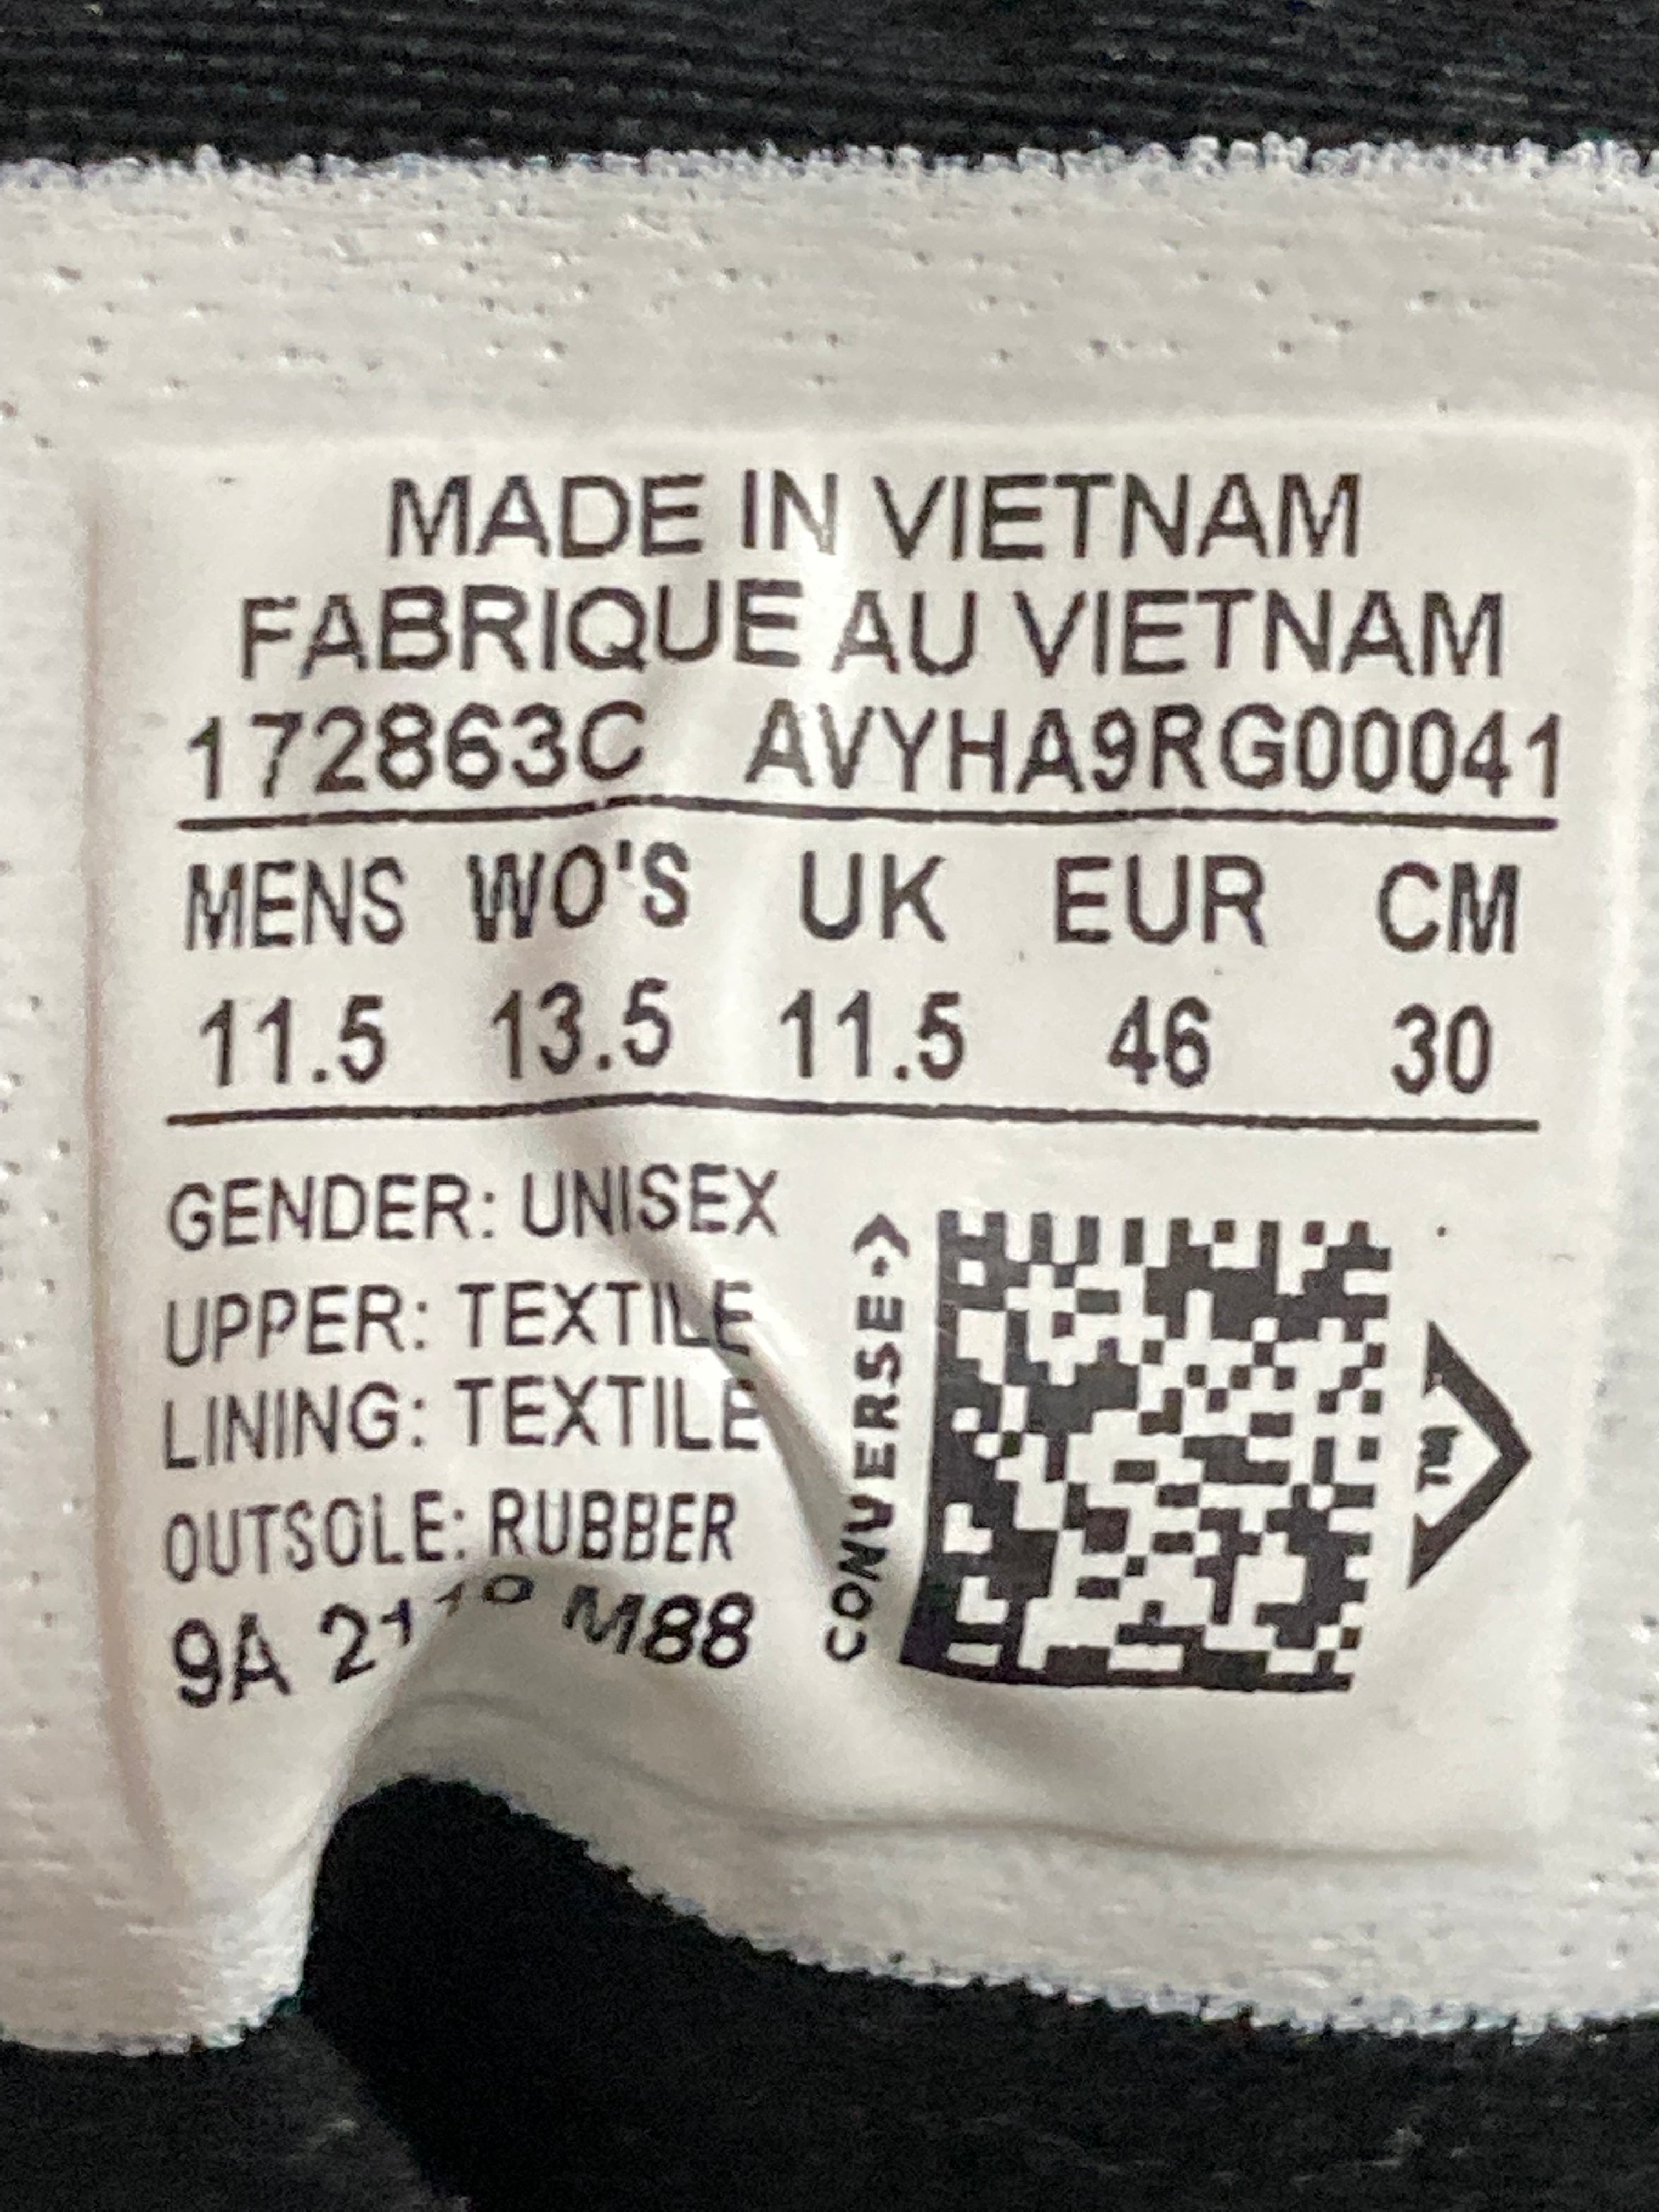 MADE IN VIETNAM
FABRIQUE AU VIETNAM
172863C AVYHA9RG00041
MENS WO'S UK EUR CM
11.5 13.5 11.5 46 30
GENDER: UNISEX
UPPER: TEXTILE
LINING: TEXTILE
OUTSOLE: RUBBER
9A M88
CONVERSE